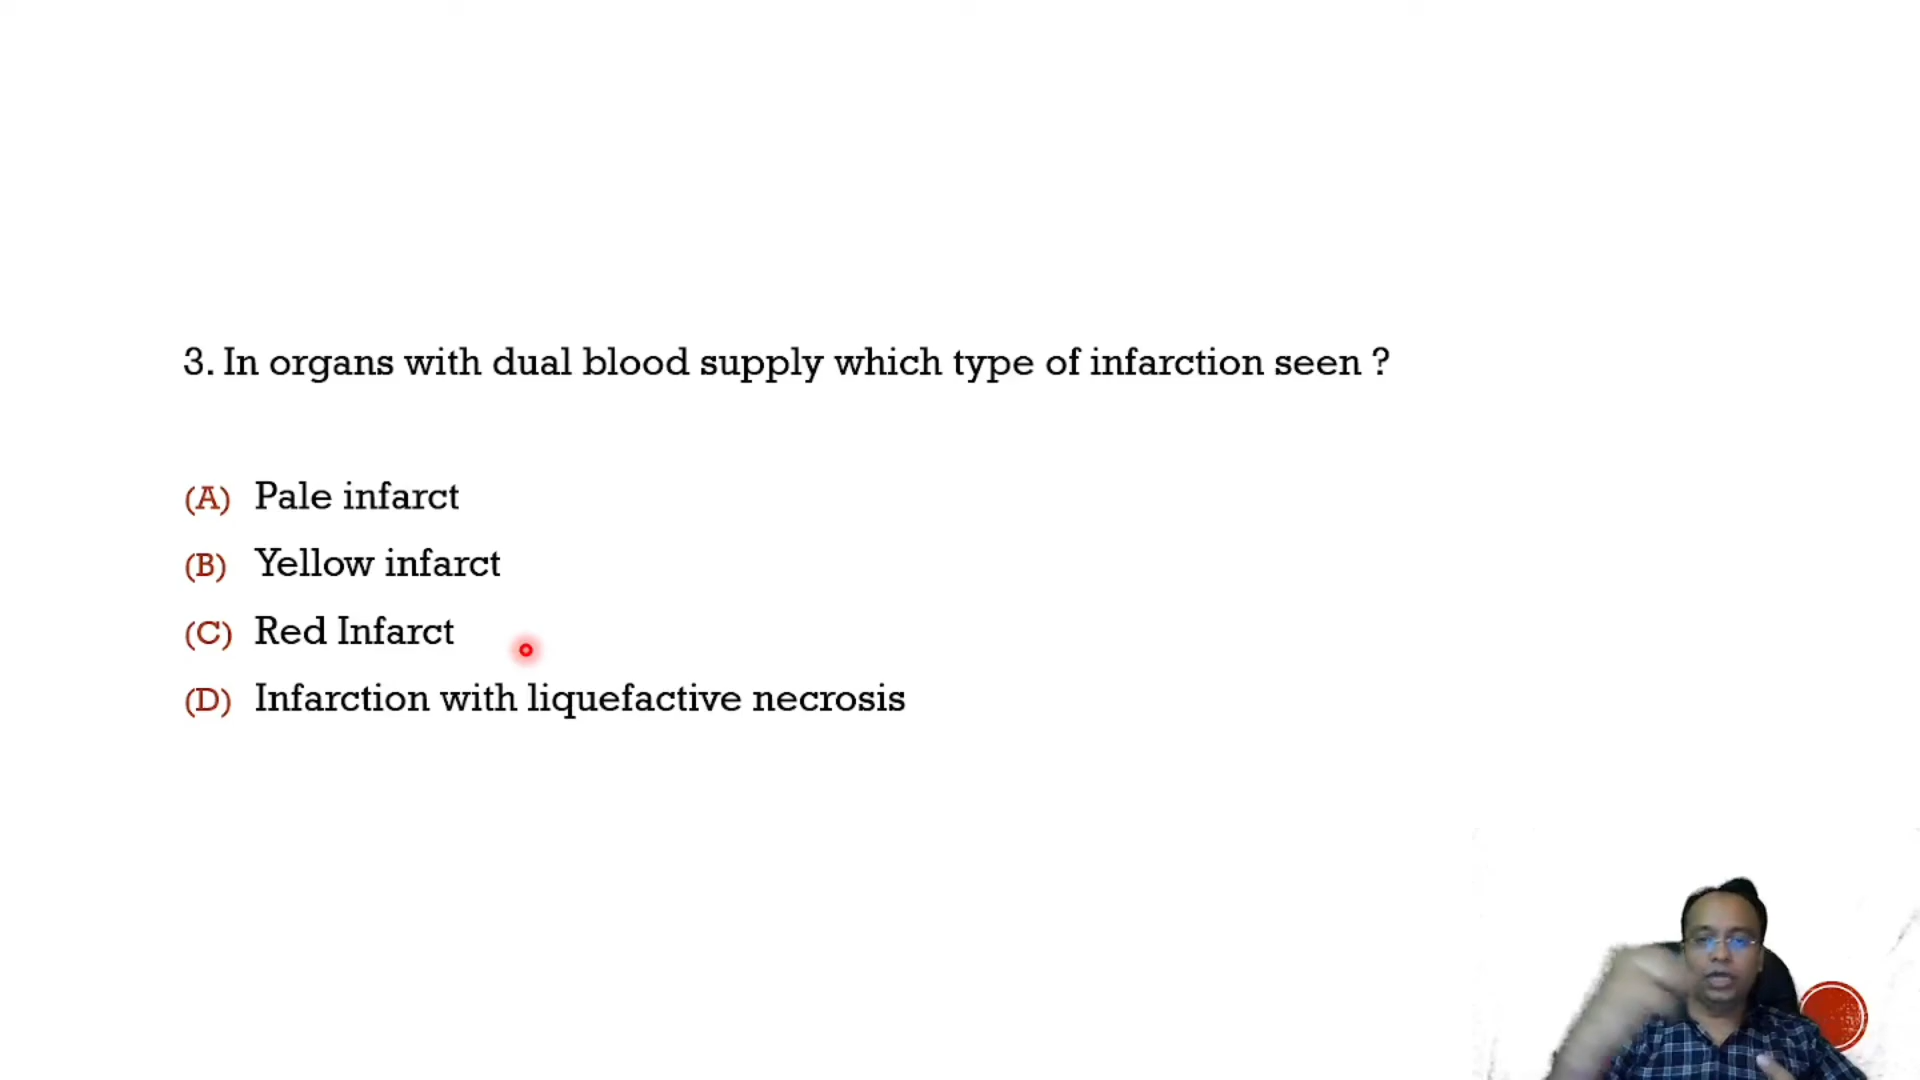 3. In organs with dual blood supply which type of infarction seen ?
(A) Pale infarct
(B) Yellow infarct
(C) Red Infarct
(D) Infarction with liquefactive necrosis